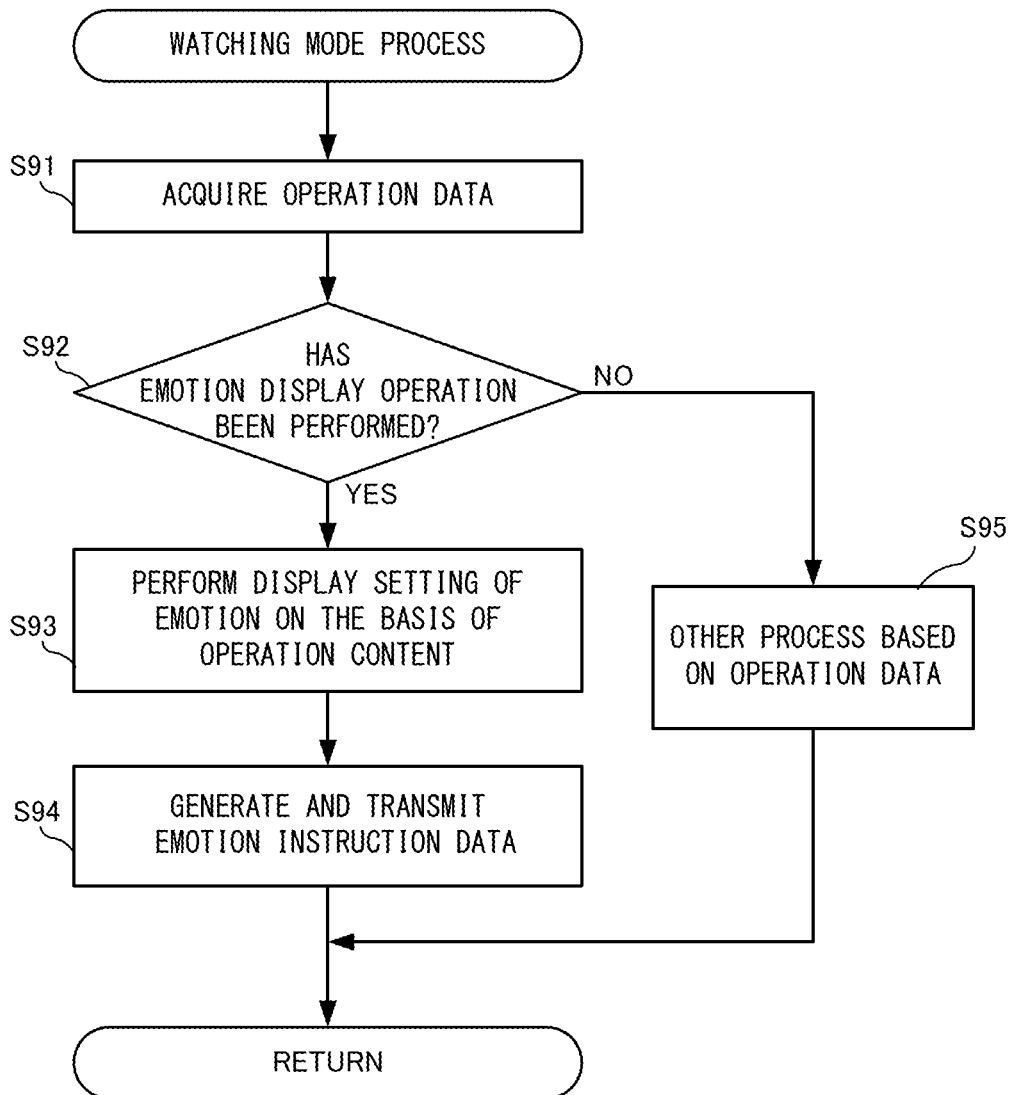 WATCHING MODE PROCESS
S91
ACQUIRE OPERATION DATA
S92
HAS
EMOTION DISPLAY OPERATION
BEEN PERFORMED?
NO
YES
S93
PERFORM DISPLAY SETTING OF
EMOTION ON THE BASIS OF
OPERATION CONTENT
S95
OTHER PROCESS BASED
ON OPERATION DATA
S94
GENERATE AND TRANSMIT
EMOTION INSTRUCTION DATA
RETURN